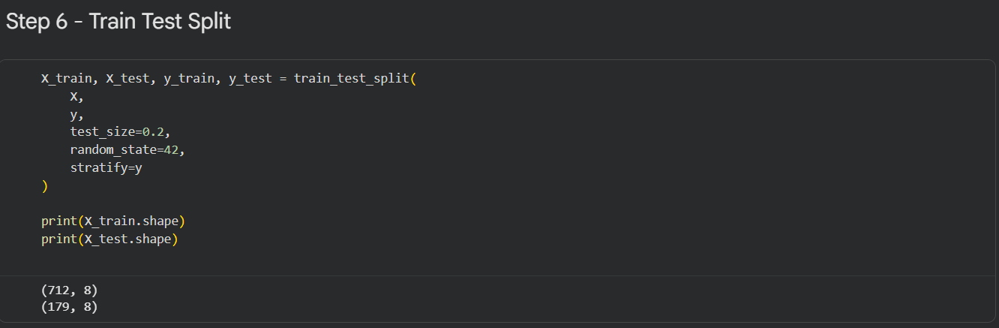 Step 6 - Train Test Split
X_train, X_test, y_train, y_test = train_test_split(
    X,
    y,
    test_size=0.2,
    random_state=42,
    stratify=y
)
print(X_train.shape)
print(X_test.shape)
(712, 8)
(179, 8)